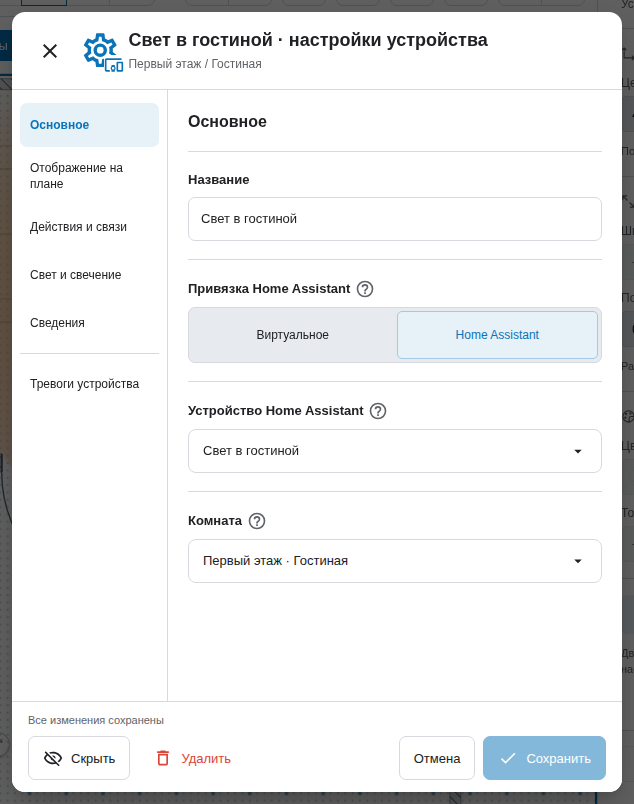 Свет в гостиной · настройки устройства
Первый этаж / Гостиная
Основное
Отображение на
плане
Действия и связи
Свет и свечение
Сведения
Тревоги устройства
Основное
Название
Свет в гостиной
Привязка Home Assistant
Виртуальное
Home Assistant
Устройство Home Assistant
Свет в гостиной
Комната
Первый этаж · Гостиная
Все изменения сохранены
Скрыть
Удалить
Отмена
Сохранить